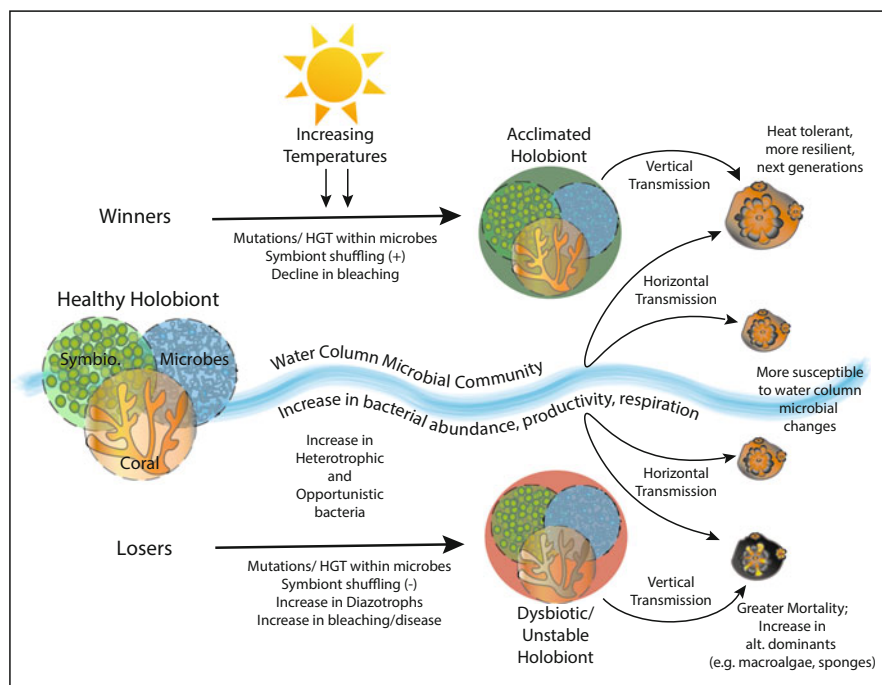 Increasing
Temperatures
Winners
Mutations/ HGT within microbes
Symbiont shuffling (+)
Decline in bleaching
Acclimated
Holobiont
Vertical
Transmission
Heat tolerant,
more resilient,
next generations
Healthy Holobiont
Symbio.
Microbes
Coral
Water Column Microbial Community
Increase in bacterial abundance, productivity, respiration
Horizontal
Transmission
More susceptible
to water column
microbial
changes
Increase in
Heterotrophic
and
Opportunistic
bacteria
Horizontal
Transmission
Losers
Mutations/ HGT within microbes
Symbiont shuffling (-)
Increase in Diazotrophs
Increase in bleaching/disease
Dysbiotic/
Unstable
Holobiont
Vertical
Transmission
Greater Mortality;
Increase in
alt. dominants
(e.g. macroalgae, sponges)